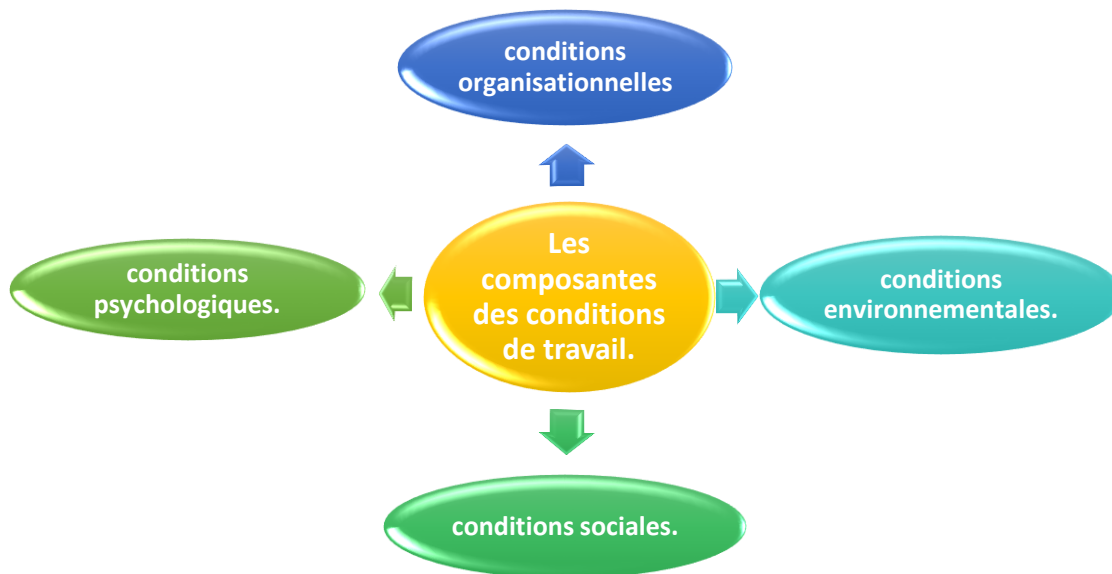 conditions
organisationnelles
conditions
psychologiques.
Les
composantes
des conditions
de travail.
conditions
environnementales.
conditions sociales.